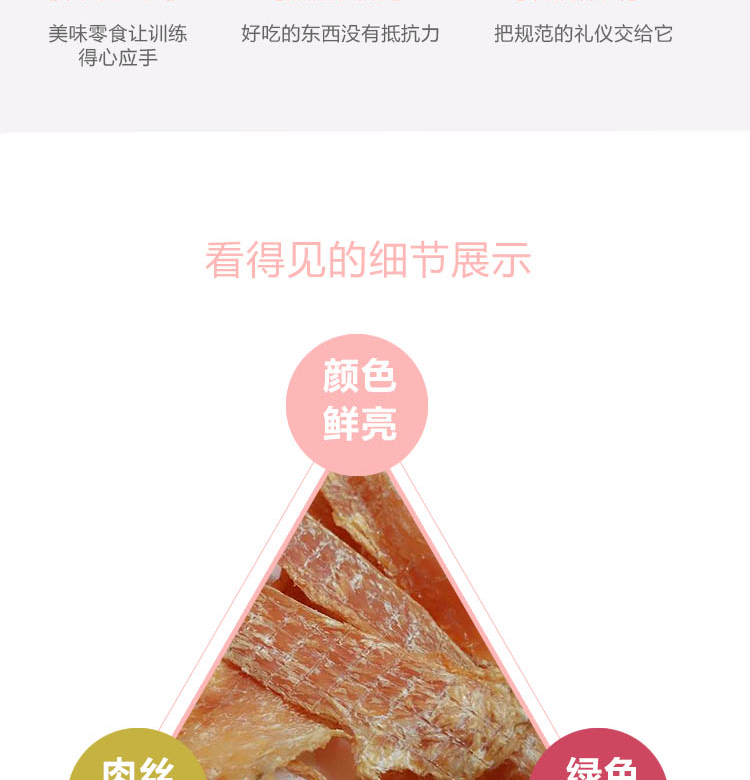 美味零食让训练
得心应手
好吃的东西没有抵抗力
把规范的礼仪交给它
看得见的细节展示
颜色
鲜亮
肉丝
绿色